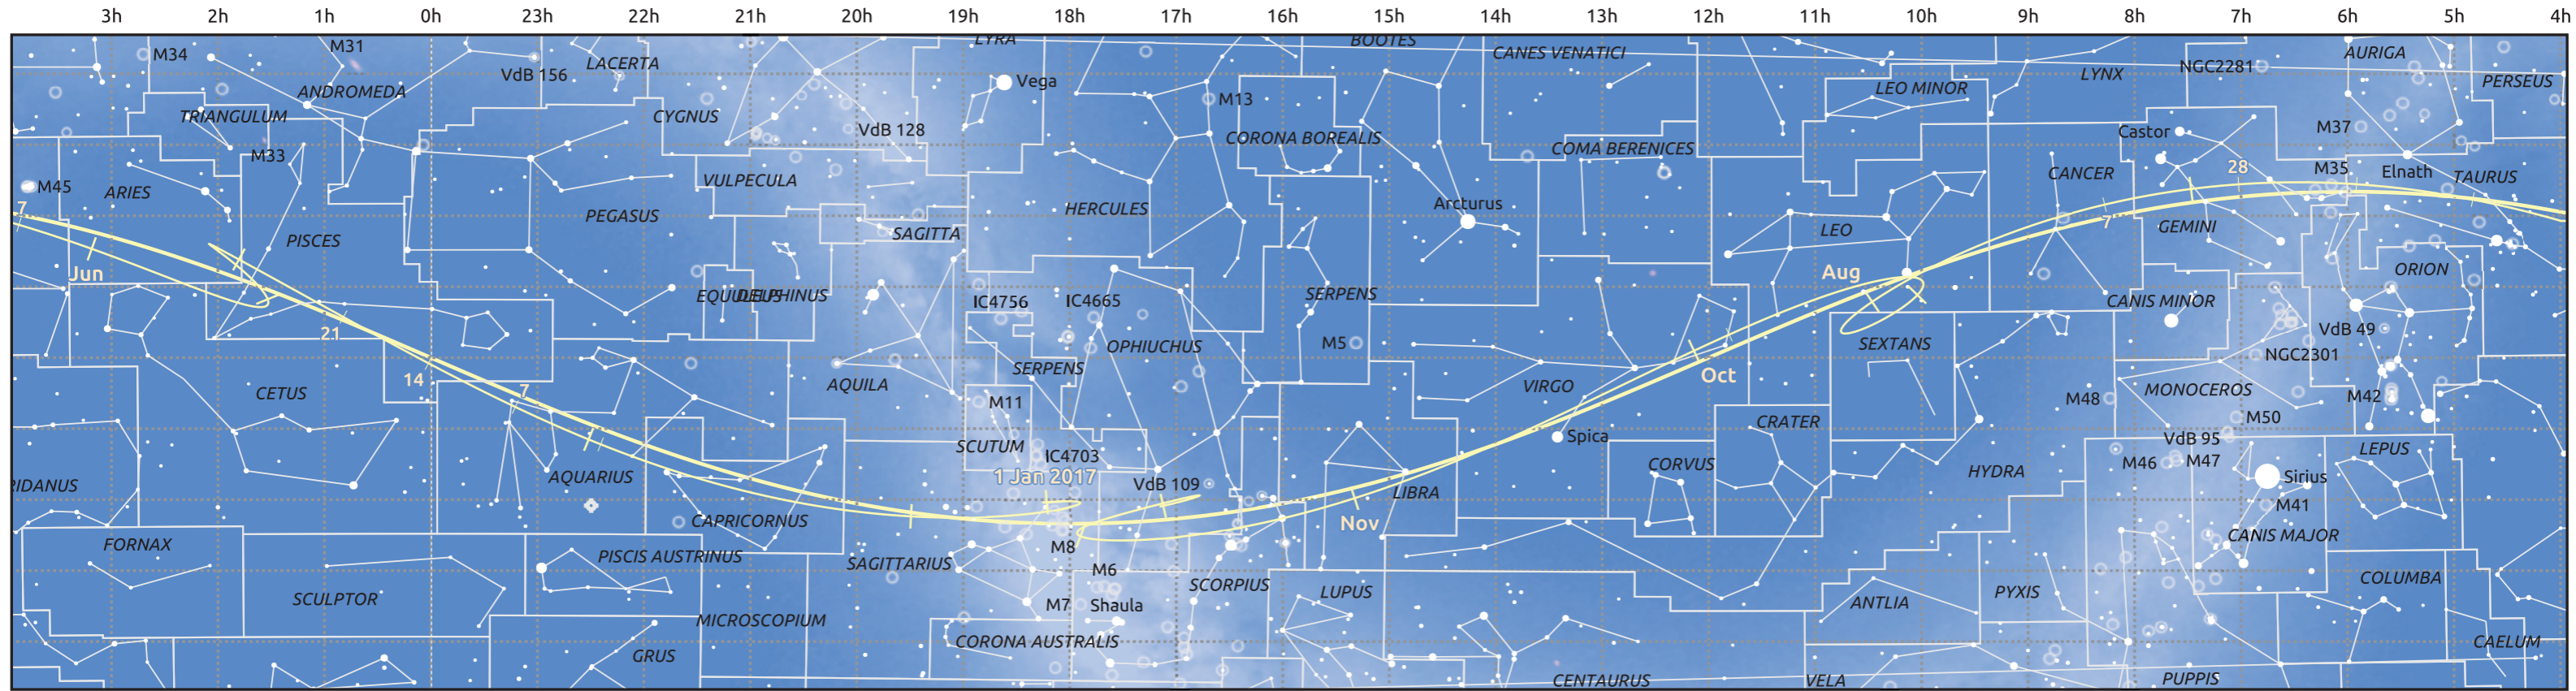 3h 2h 1h 0h 23h 22h 21h 20h 19h 18h 17h 16h 15h 14h 13h 12h 11h 10h 9h 8h 7h 6h 5h 4h
LYRA
BOOTES
M31
M34
CANES VENATICI
AURIGA
LACERTA
VdB 156
NGC2281
LYNX
Vega
PERSEUS
ANDROMEDA
LEO MINOR
M13
TRIANGULUM
CYGNUS
M37
VdB 128
Castor
CORONA BOREALIS
COMA BERENICES
M33
28
M35
Elnath
CANCER
TAURUS
VULPECULA
M45
ARIES
Arcturus
7
HERCULES
PEGASUS
7
GEMINI
LEO
SAGITTA
PISCES
ORION
Jun
Aug
SERPENS
EQUULEUS
DELPHINUS
IC4756
IC4665
CANIS MINOR
21
VdB 49
M5
SEXTANS
OPHIUCHUS
NGC2301
SERPENS
Oct
14
AQUILA
VIRGO
7
CETUS
MONOCEROS
M42
M48
M11
M50
CRATER
Spica
VdB 95
SCUTUM
LEPUS
IC4703
M46
M47
CORVUS
HYDRA
1 Jan 2017
AQUARIUS
Sirius
VdB 109
RIDANUS
LIBRA
M41
CAPRICORNUS
Nov
CANIS MAJOR
FORNAX
M8
PISCIS AUSTRINUS
SAGITTARIUS
M6
COLUMBA
SCORPIUS
LUPUS
PYXIS
SCULPTOR
ANTLIA
M7
Shaula
MICROSCOPIUM
CORONA AUSTRALIS
CAELUM
GRUS
CENTAURUS
VELA
PUPPIS